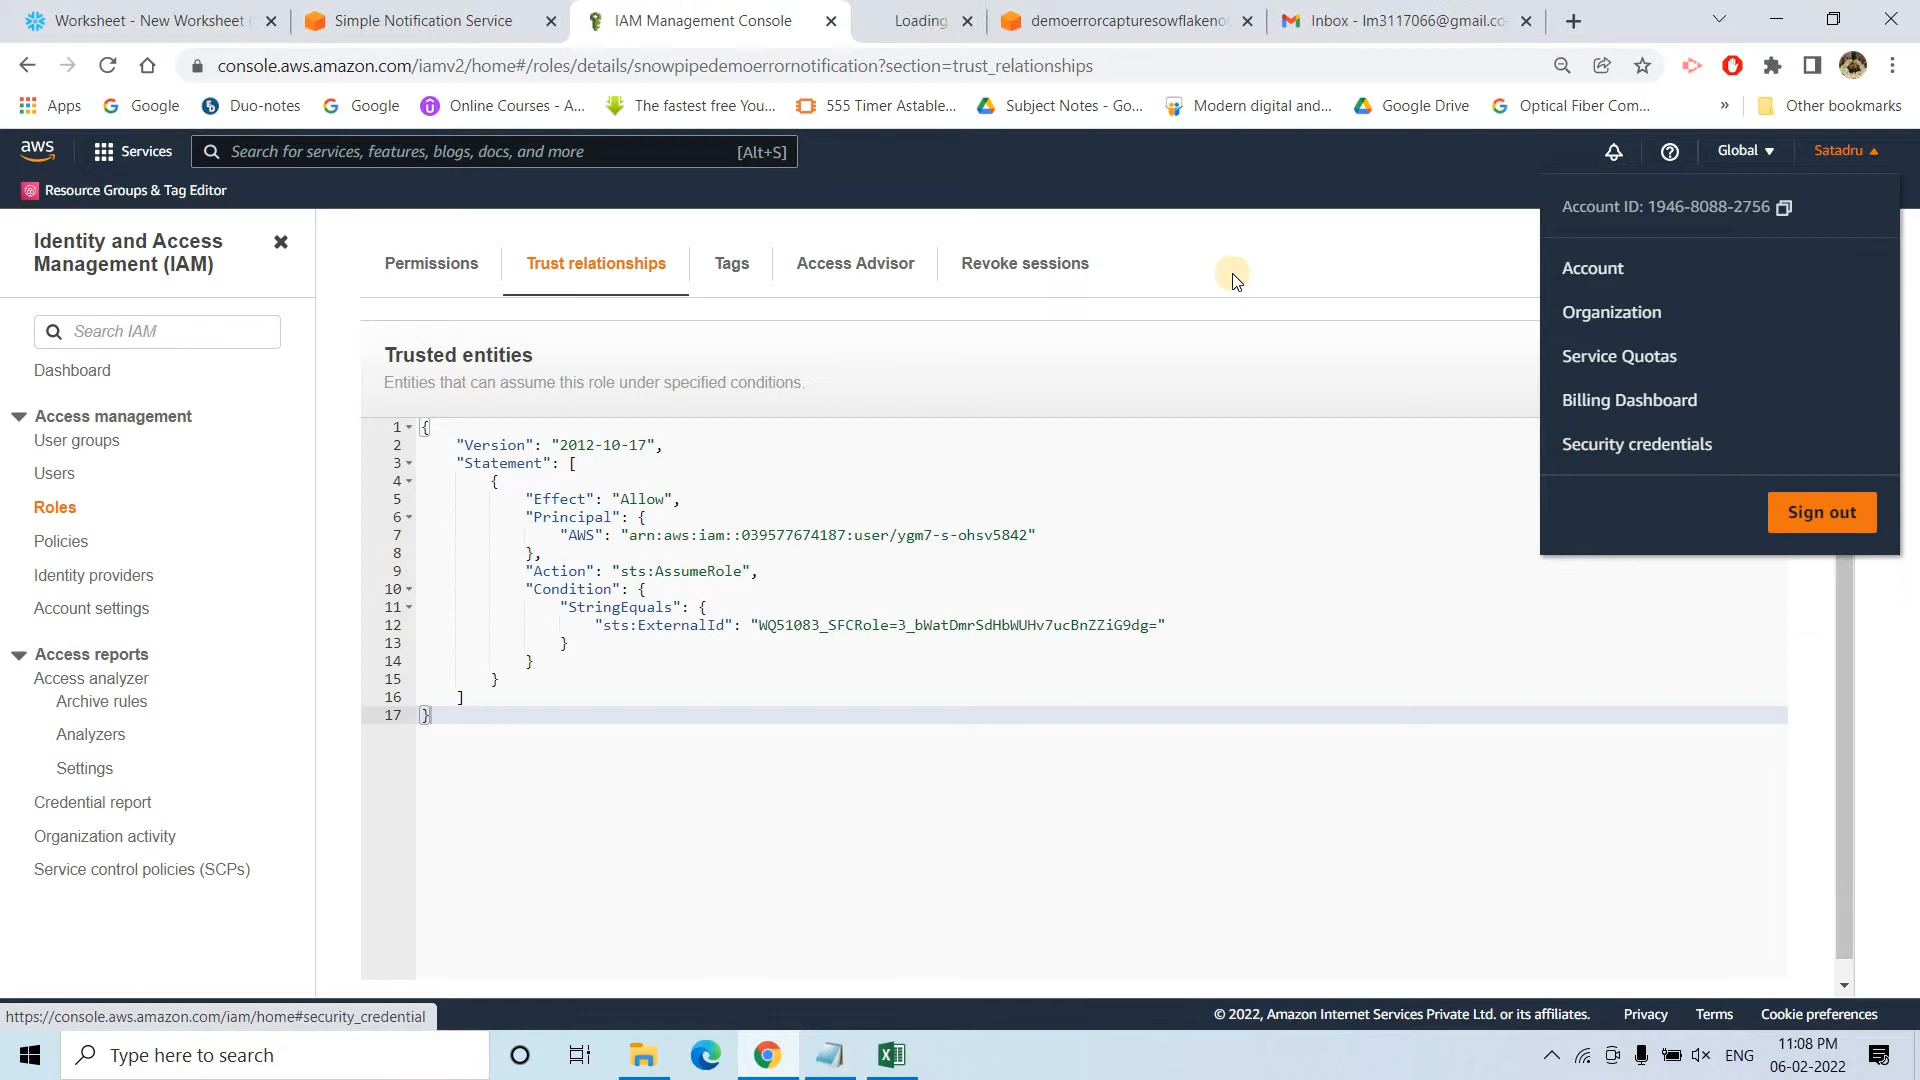 Worksheet - New Worksheet
Simple Notification Service
IAM Management Console
Loading
demoerrorcapturesowflakeno
Inbox - lm3117066@gmail.co
console.aws.amazon.com/iamv2/home#/roles/details/snowpipedemoerrornotification?section=trust_relationships
Apps
Google
Duo-notes
Google
Online Courses - A...
The fastest free You...
555 Timer Astable...
Subject Notes - Go...
Modern digital and...
Google Drive
Optical Fiber Com...
»
Other bookmarks
aws
Services
Search for services, features, blogs, docs, and more
[Alt+S]
Global
Satadru
Resource Groups & Tag Editor
Account ID: 1946-8088-2756
Account
Organization
Service Quotas
Billing Dashboard
Security credentials
Sign out
Identity and Access
Management (IAM)
Search IAM
Dashboard
Access management
User groups
Users
Roles
Policies
Identity providers
Account settings
Access reports
Access analyzer
Archive rules
Analyzers
Settings
Credential report
Organization activity
Service control policies (SCPs)
Permissions
Trust relationships
Tags
Access Advisor
Revoke sessions
Trusted entities
Entities that can assume this role under specified conditions.
1 {
2 "Version": "2012-10-17",
3 "Statement": [
4 {
5 "Effect": "Allow",
6 "Principal": {
7 "AWS": "arn:aws:iam::039577674187:user/ygm7-s-ohsv5842"
8 },
9 "Action": "sts:AssumeRole",
10 "Condition": {
11 "StringEquals": {
12 "sts:ExternalId": "WQ51083_SFCRole=3_bWatDmrSdHbWUHv7ucBnZZiG9dg="
13 }
14 }
15 }
16 ]
17 }
https://console.aws.amazon.com/iam/home#security_credential
© 2022, Amazon Internet Services Private Ltd. or its affiliates.
Privacy
Terms
Cookie preferences
Type here to search
ENG
11:08 PM
06-02-2022